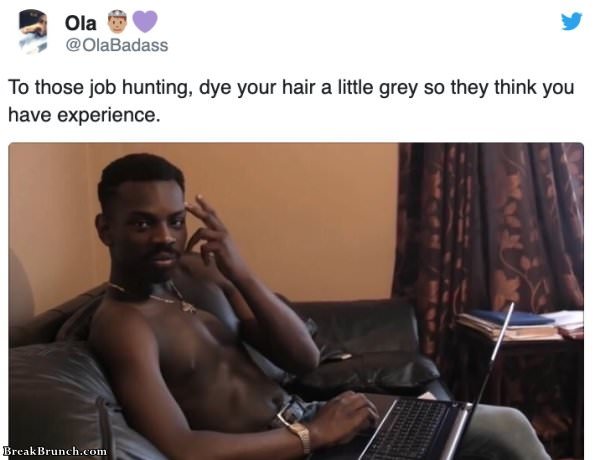 Ola
@OlaBadass
To those job hunting, dye your hair a little grey so they think you
have experience.
BreakBrunch.com